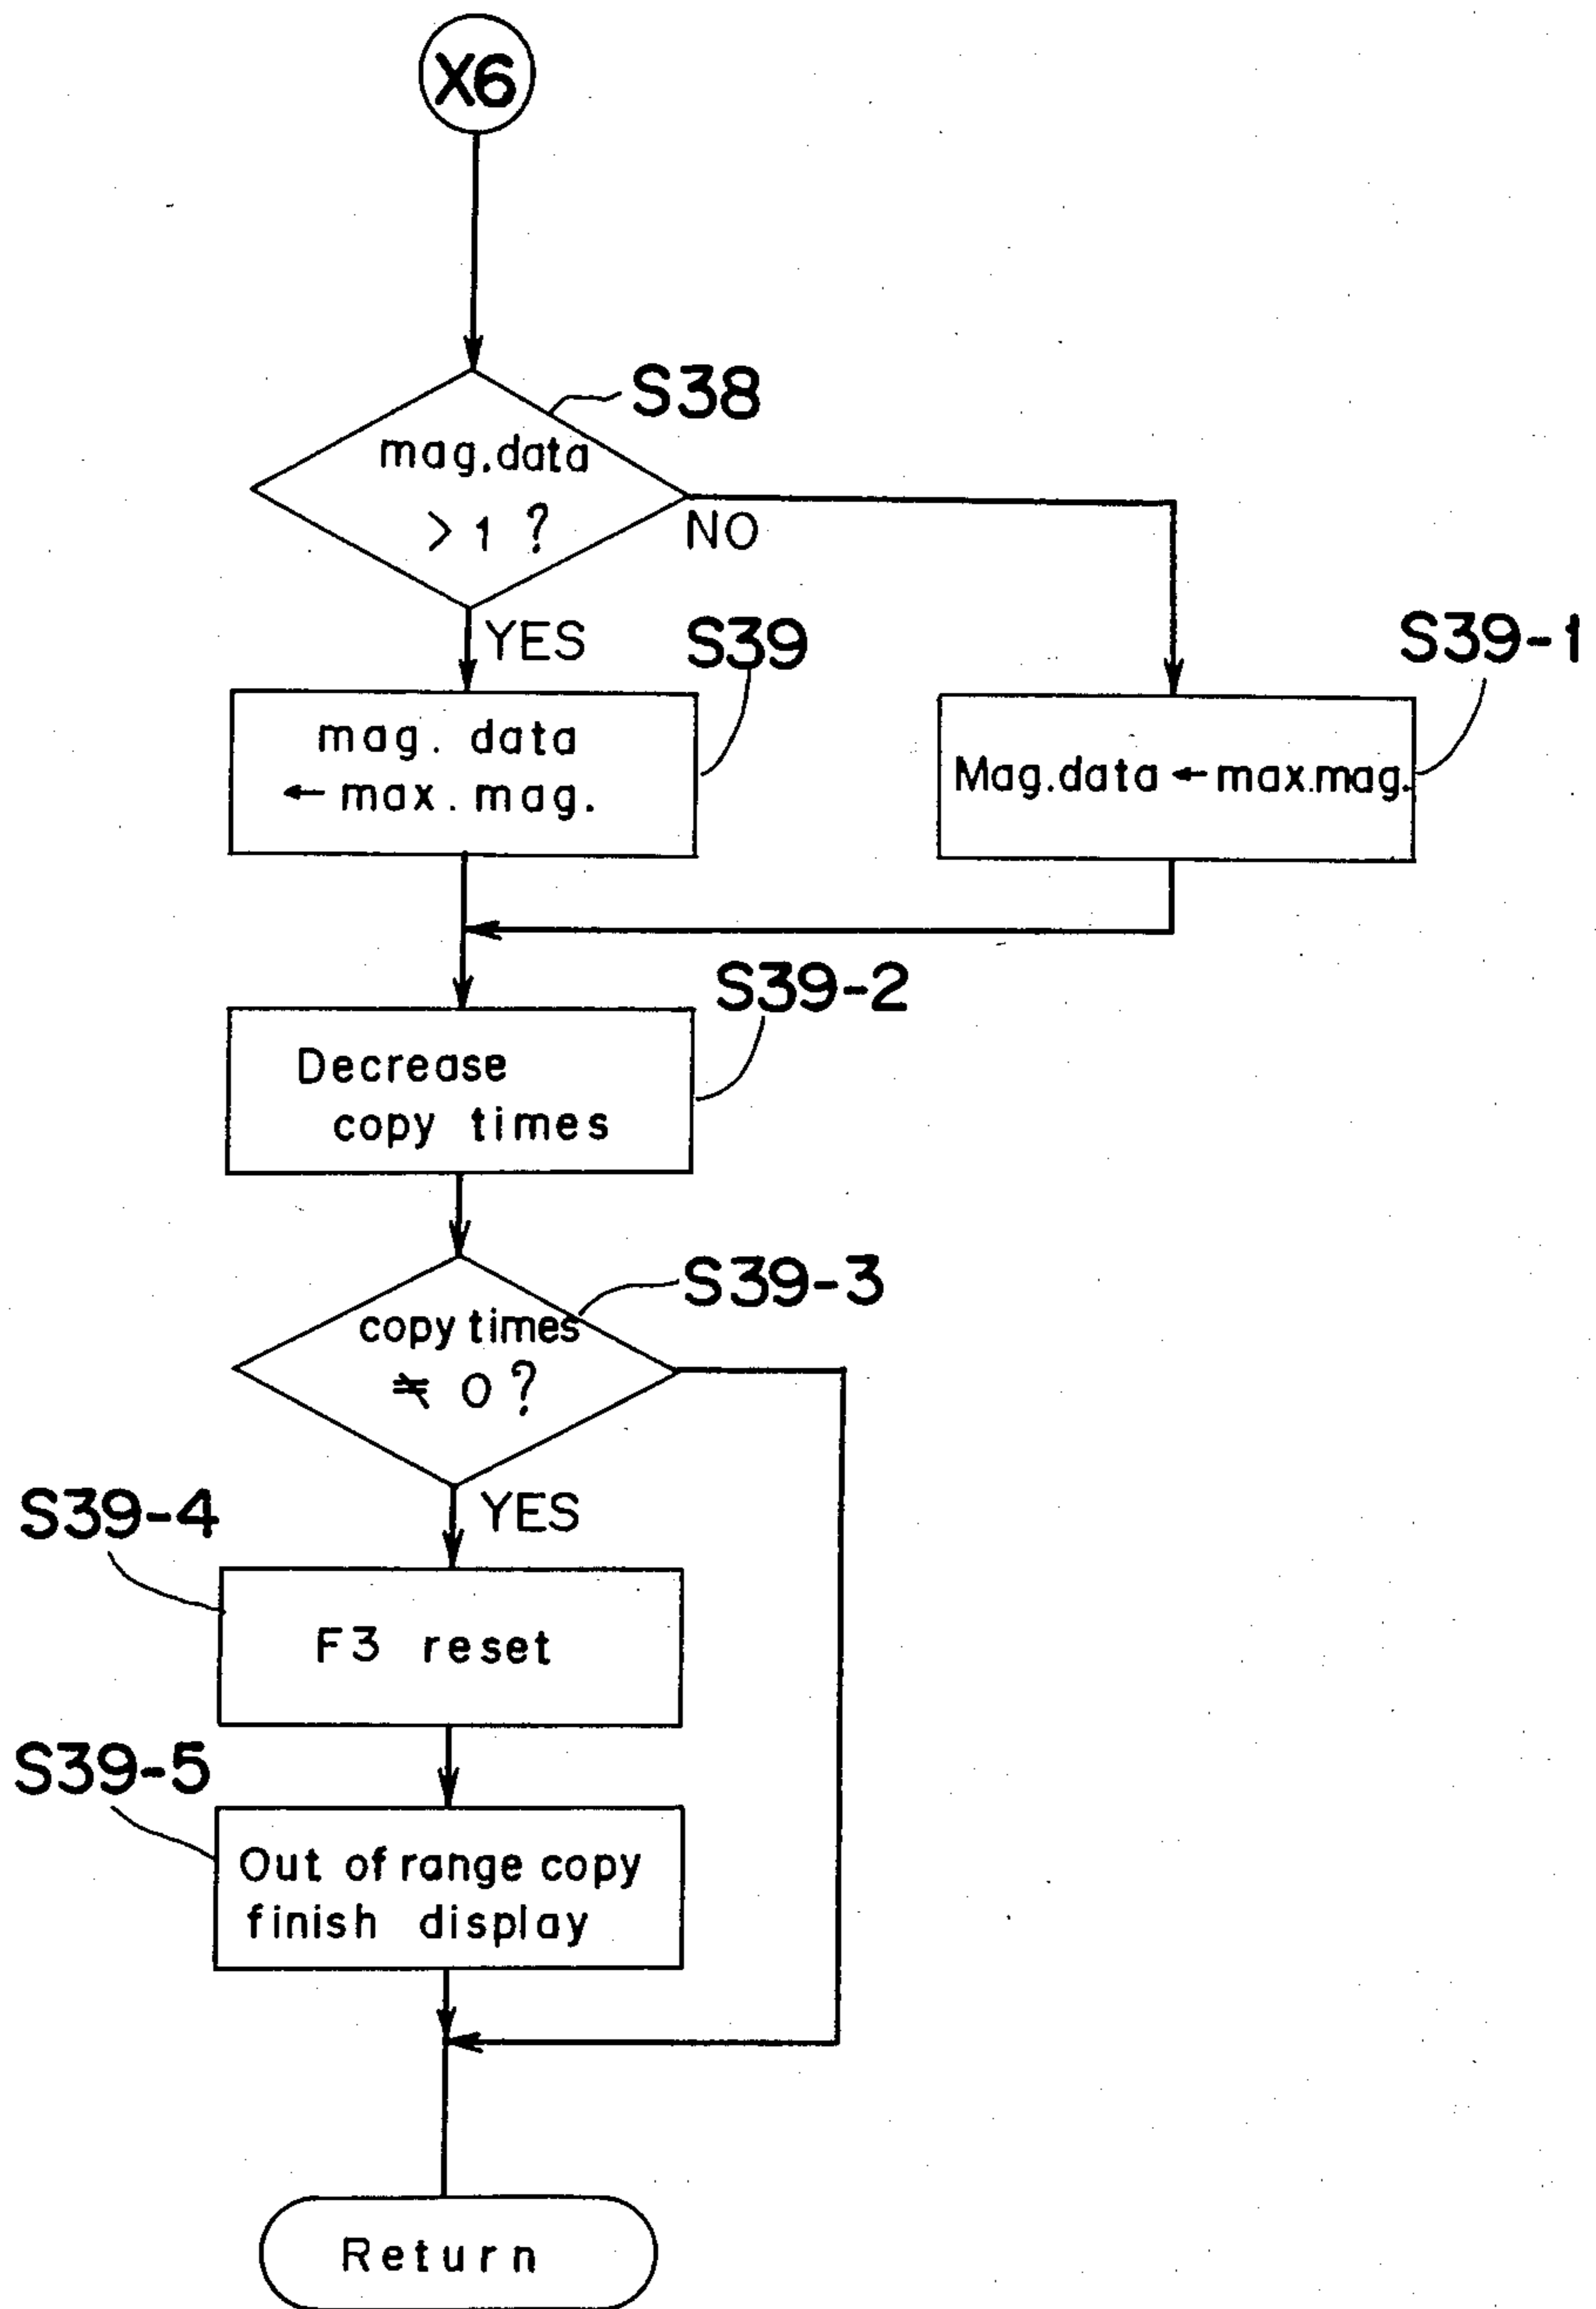 X6
S38
mag.data
> 1 ?
NO
YES
S39
S39-1
mag. data
← max. mag.
Mag.data ← max.mag.
S39-2
Decrease
copy times
S39-3
copy times
≠ 0 ?
YES
S39-4
F3 reset
S39-5
Out of range copy
finish display
Return